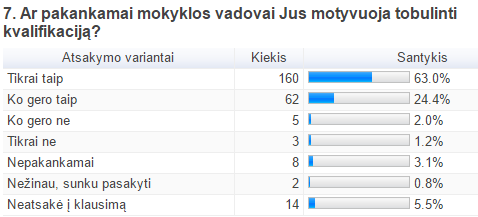 7. Ar pakankamai mokyklos vadovai Jus motyvuoja tobulinti
kvalifikaciją?
Atsakymo variantai Kiekis Santykis
Tikrai taip 160 63.0%
Ko gero taip 62 24.4%
Ko gero ne 5 2.0%
Tikrai ne 3 1.2%
Nepakankamai 8 3.1%
Nežinau, sunku pasakyti 2 0.8%
Neatsakė į klausimą 14 5.5%